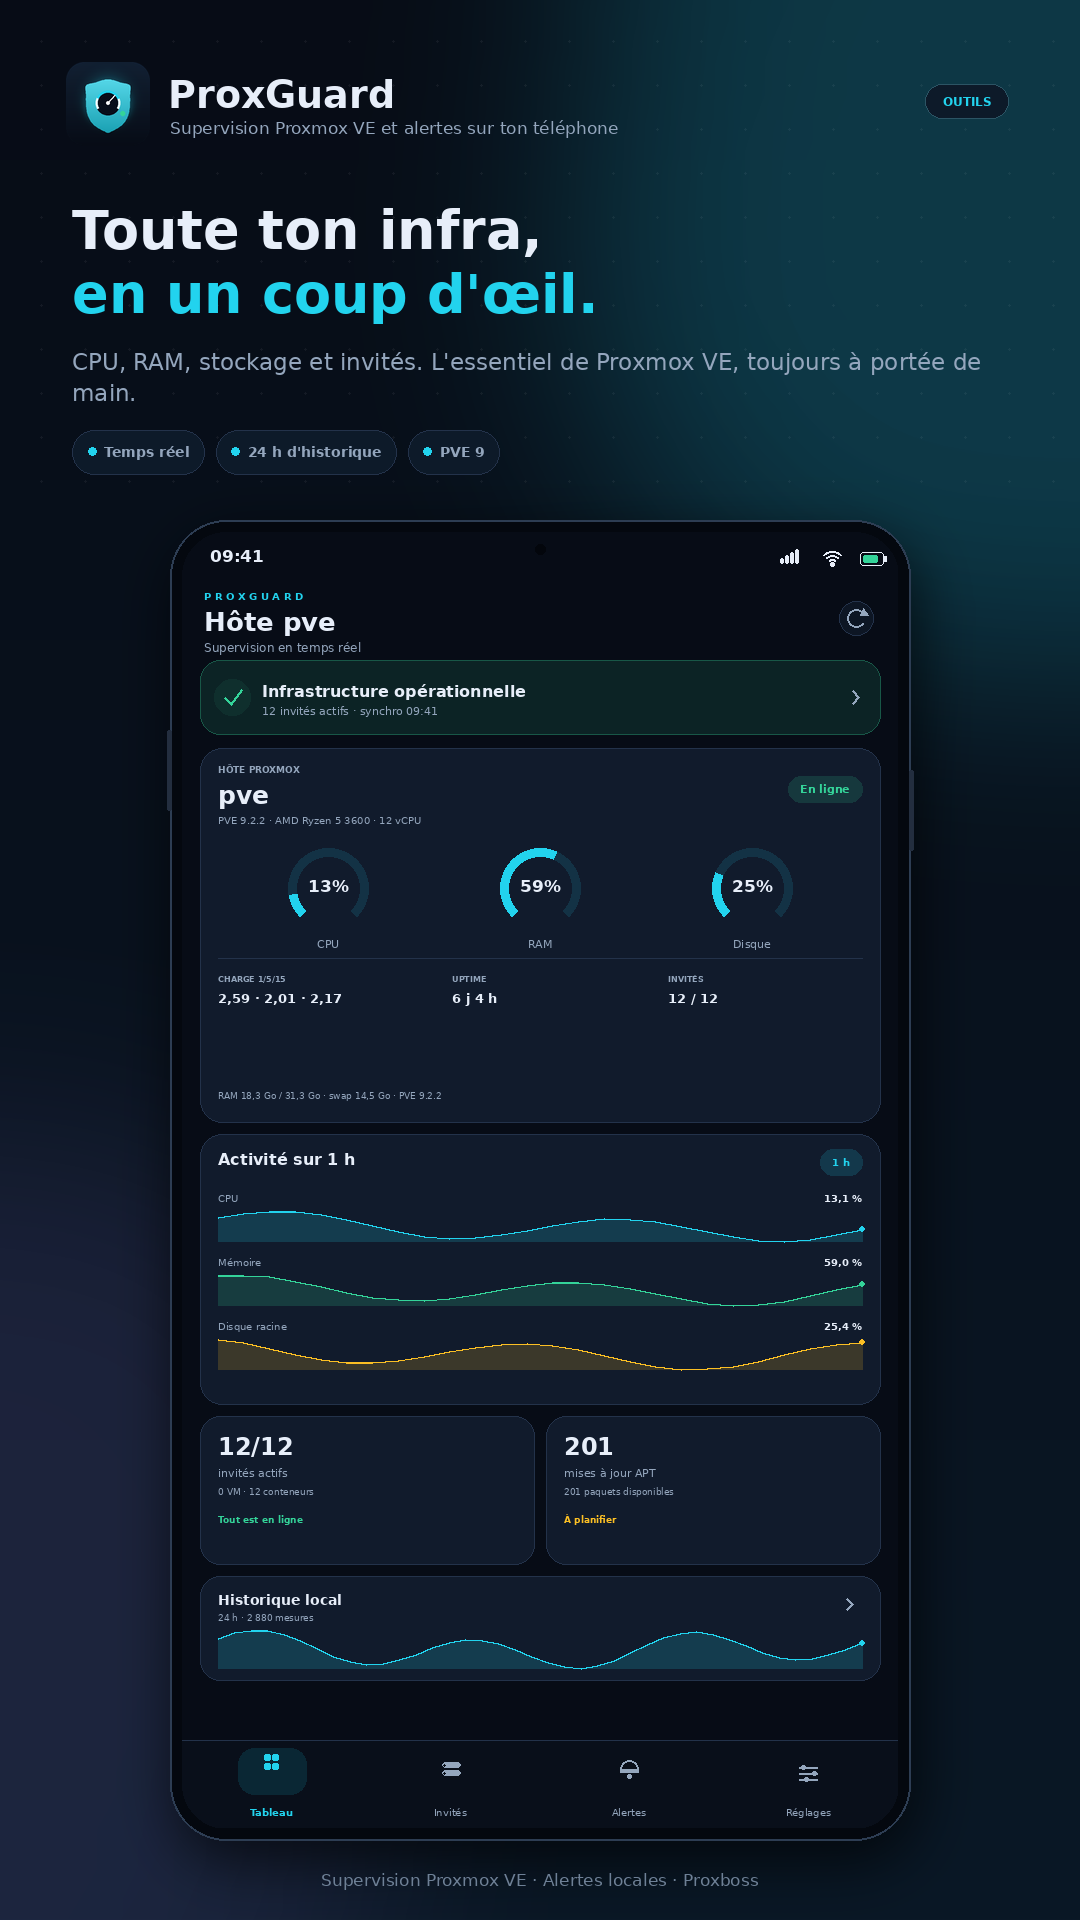 ProxGuard
Supervision Proxmox VE et alertes sur ton téléphone
OUTILS
Toute ton infra,
en un coup d'œil.
CPU, RAM, stockage et invités. L'essentiel de Proxmox VE, toujours à portée de
main.
Temps réel
24 h d'historique
PVE 9
09:41
PROXGUARD
Hôte pve
Supervision en temps réel
Infrastructure opérationnelle
12 invités actifs · synchro 09:41
HÔTE PROXMOX
pve
En ligne
PVE 9.2.2 · AMD Ryzen 5 3600 · 12 vCPU
13% 59% 25%
CPU RAM Disque
CHARGE 1/5/15 UPTIME INVITÉS
2,59 · 2,01 · 2,17 6 j 4 h 12 / 12
RAM 18,3 Go / 31,3 Go · swap 14,5 Go · PVE 9.2.2
Activité sur 1 h
1 h
CPU 13,1 %
Mémoire 59,0 %
Disque racine 25,4 %
12/12
invités actifs
0 VM · 12 conteneurs
Tout est en ligne
201
mises à jour APT
201 paquets disponibles
À planifier
Historique local
24 h · 2 880 mesures
Tableau Invités Alertes Réglages
Supervision Proxmox VE · Alertes locales · Proxboss